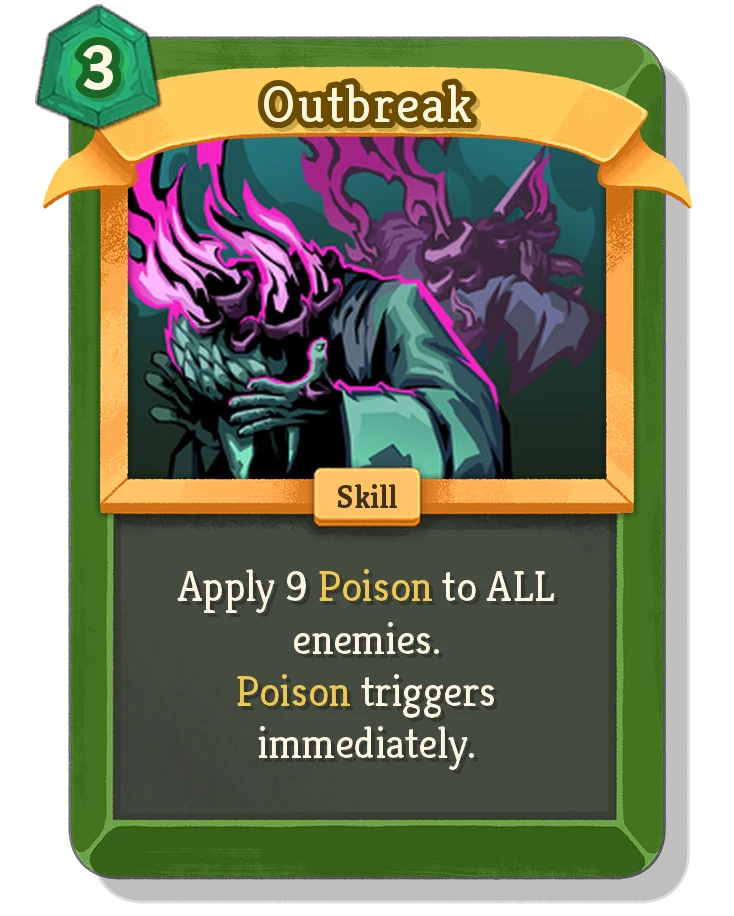 3
Outbreak
Skill
Apply 9 Poison to ALL
enemies.
Poison triggers
immediately.